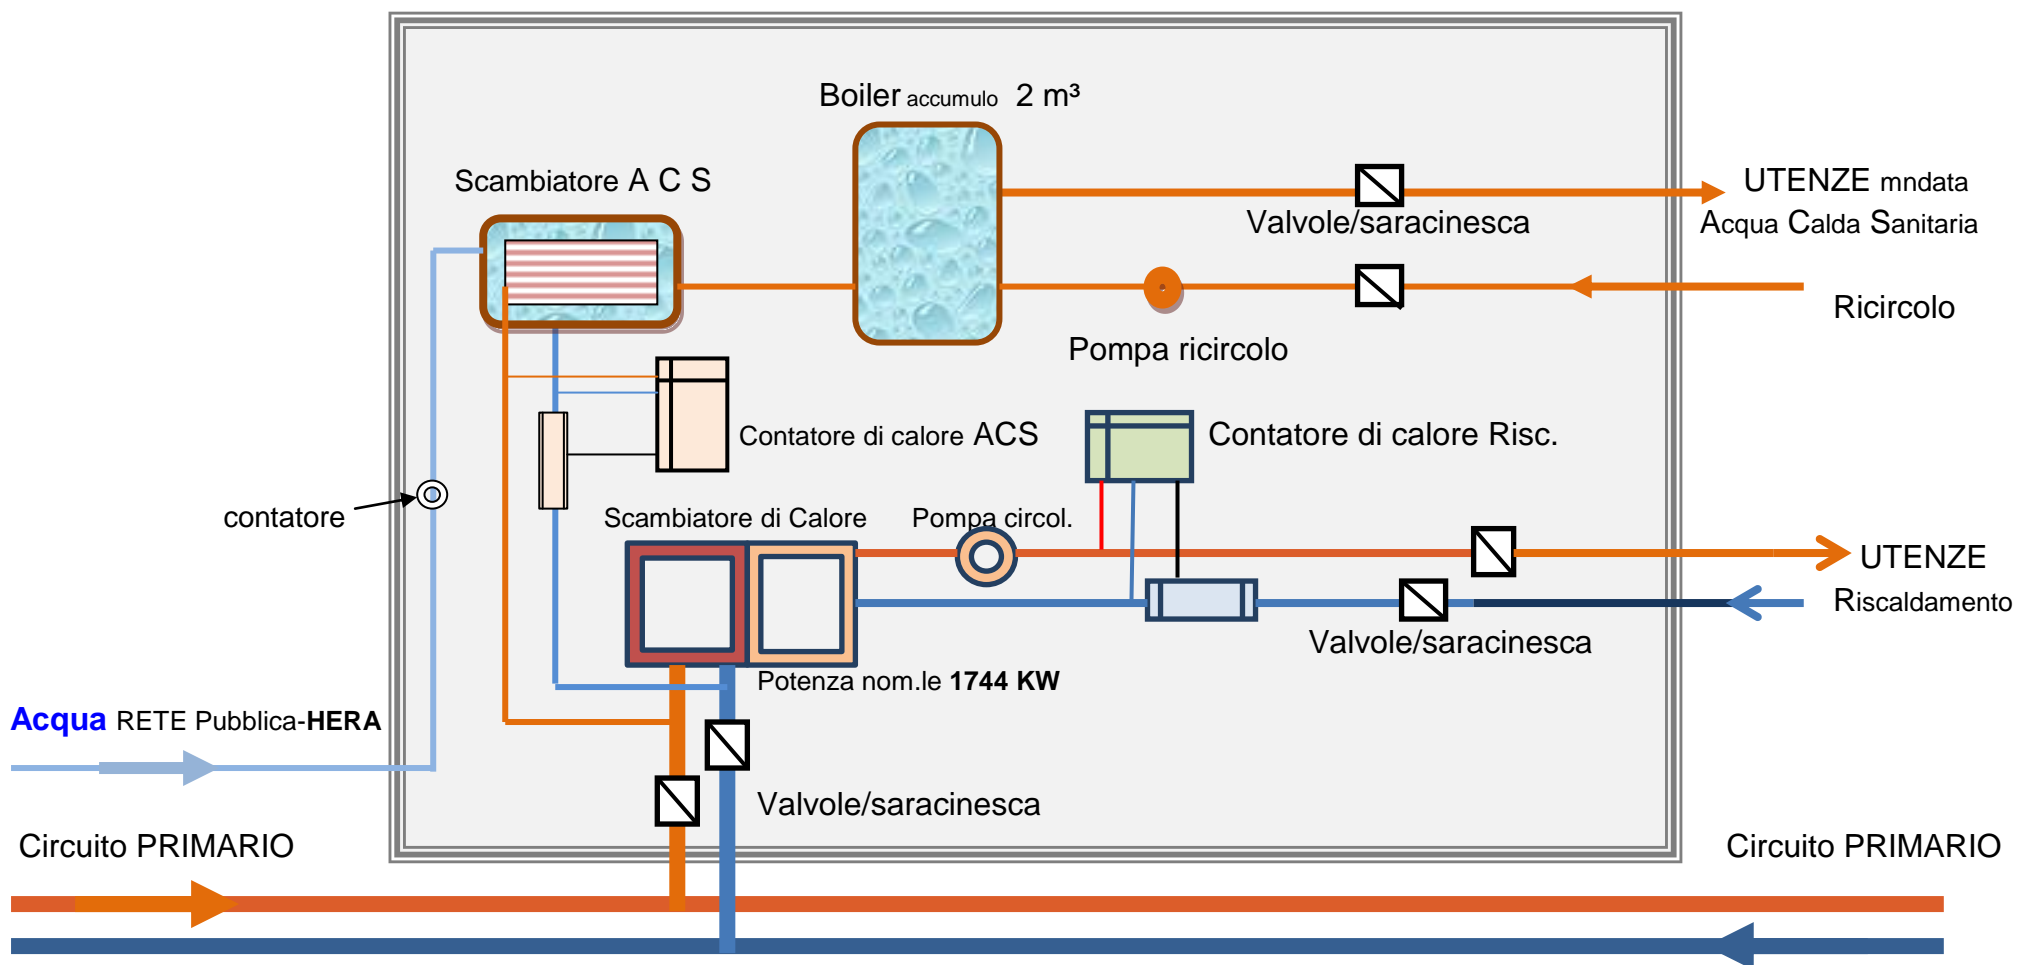 Boiler accumulo 2 m³
Scambiatore A C S
UTENZE mndata
Valvole/saracinesca
Acqua Calda Sanitaria
Ricircolo
Pompa ricircolo
Contatore di calore ACS
Contatore di calore Risc.
contatore
Scambiatore di Calore
Pompa circol.
UTENZE
Riscaldamento
Valvole/saracinesca
Potenza nom.le 1744 KW
Acqua RETE Pubblica-HERA
Valvole/saracinesca
Circuito PRIMARIO
Circuito PRIMARIO